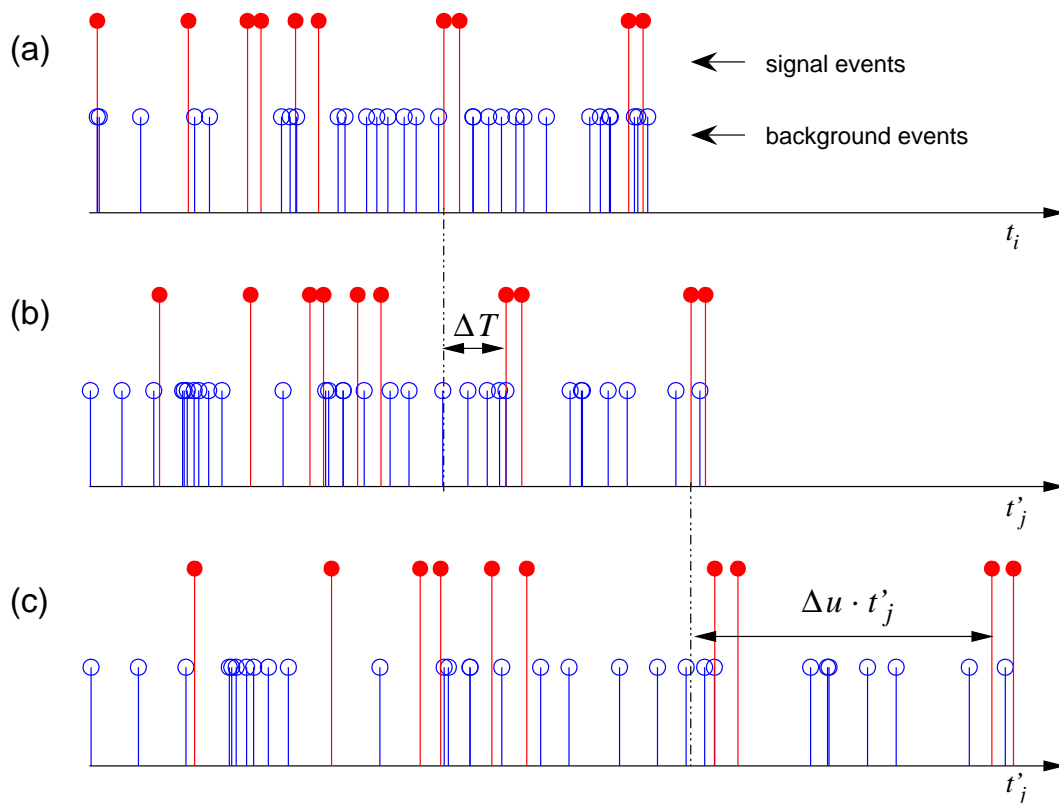 (a)
signal events
background events
t_i
(b)
ΔT
t'_j
(c)
Δu · t'_j
t'_j